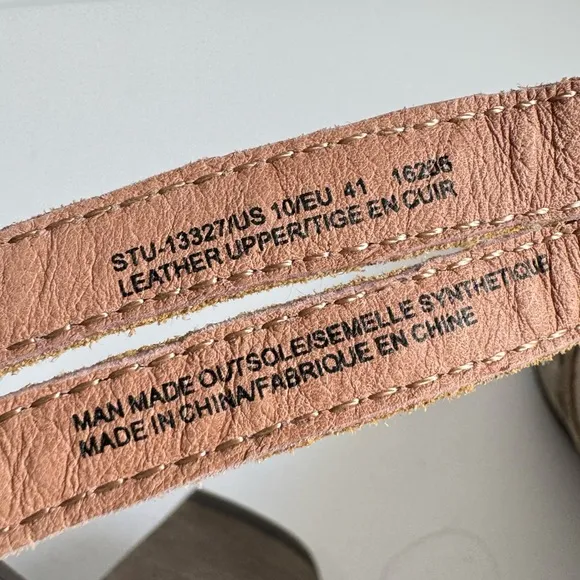 STU-13327/US 10/EU 41 16235
LEATHER UPPER/TIGE EN CUIR
MAN MADE OUTSOLE/SEMELLE SYNTHETIQUE
MADE IN CHINA/FABRIQUE EN CHINE